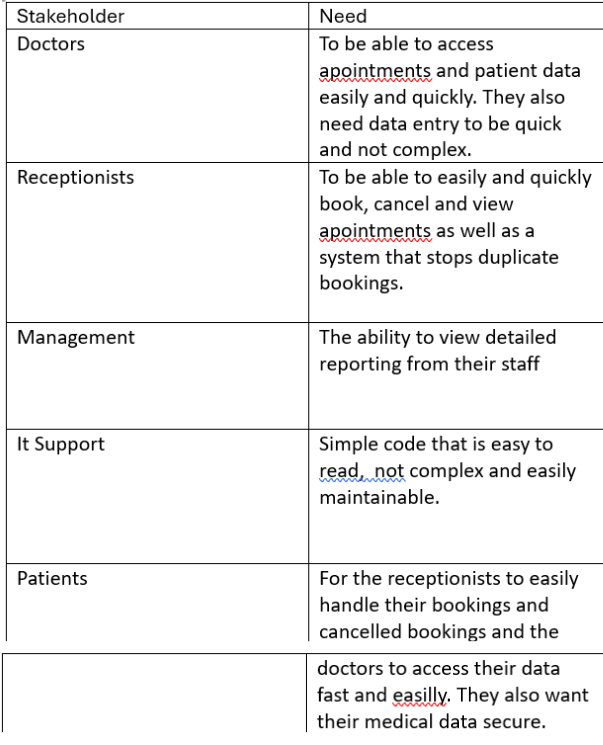 Stakeholder Need
Doctors To be able to access
apointments and patient data
easily and quickly. They also
need data entry to be quick
and not complex.
Receptionists To be able to easily and quickly
book, cancel and view
apointments as well as a
system that stops duplicate
bookings.
Management The ability to view detailed
reporting from their staff
It Support Simple code that is easy to
read,  not complex and easily
maintainable.
Patients For the receptionists to easily
handle their bookings and
cancelled bookings and the
doctors to access their data
fast and easilly. They also want
their medical data secure.